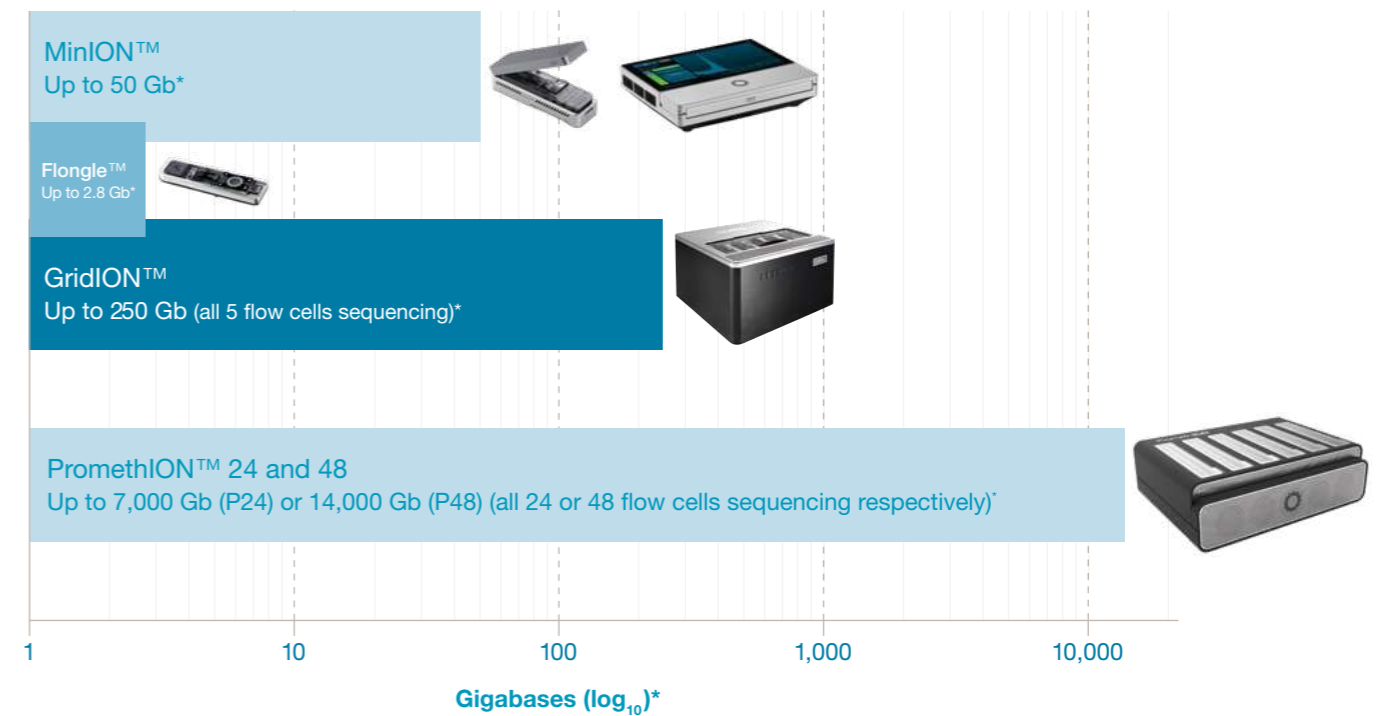 MinION™
Up to 50 Gb*
Flongle™
Up to 2.8 Gb*
GridION™
Up to 250 Gb (all 5 flow cells sequencing)*
PromethION™ 24 and 48
Up to 7,000 Gb (P24) or 14,000 Gb (P48) (all 24 or 48 flow cells sequencing respectively)*
1 10 100 1,000 10,000
Gigabases (log₁₀)*